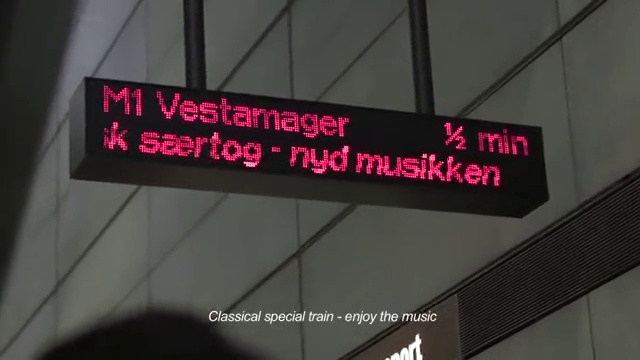 M1 Vestamager ½ min
særtog - nyd musikken
Classical special train - enjoy the music